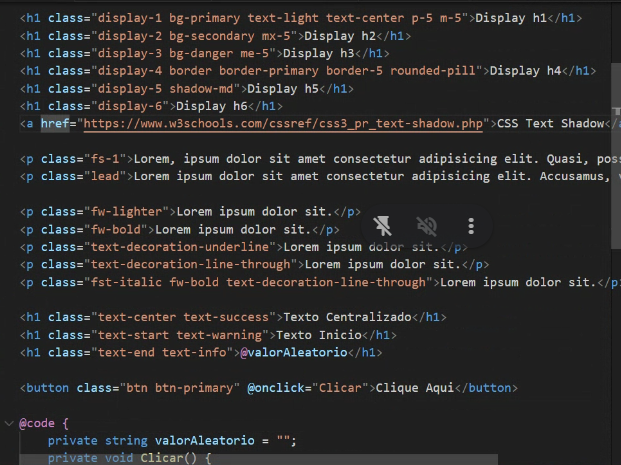 <h1 class="display-1 bg-primary text-light text-center p-5 m-5">Display h1</h1>
<h1 class="display-2 bg-secondary mx-5">Display h2</h1>
<h1 class="display-3 bg-danger me-5">Display h3</h1>
<h1 class="display-4 border border-primary border-5 rounded-pill">Display h4</h1>
<h1 class="display-5 shadow-md">Display h5</h1>
<h1 class="display-6">Display h6</h1>
<a href="https://www.w3schools.com/cssref/css3_pr_text-shadow.php">CSS Text Shadow</
<p class="fs-1">Lorem, ipsum dolor sit amet consectetur adipisicing elit. Quasi, pos
<p class="lead">Lorem ipsum dolor sit amet consectetur adipisicing elit. Accusamus,
<p class="fw-lighter">Lorem ipsum dolor sit.</p>
<p class="fw-bold">Lorem ipsum dolor sit.</p>
<p class="text-decoration-underline">Lorem ipsum dolor sit.</p>
<p class="text-decoration-line-through">Lorem ipsum dolor sit.</p>
<p class="fst-italic fw-bold text-decoration-line-through">Lorem ipsum dolor sit.</p
<h1 class="text-center text-success">Texto Centralizado</h1>
<h1 class="text-start text-warning">Texto Inicio</h1>
<h1 class="text-end text-info">@valorAleatorio</h1>
<button class="btn btn-primary" @onclick="Clicar">Clique Aqui</button>
@code {
private string valorAleatorio = "";
private void Clicar() {